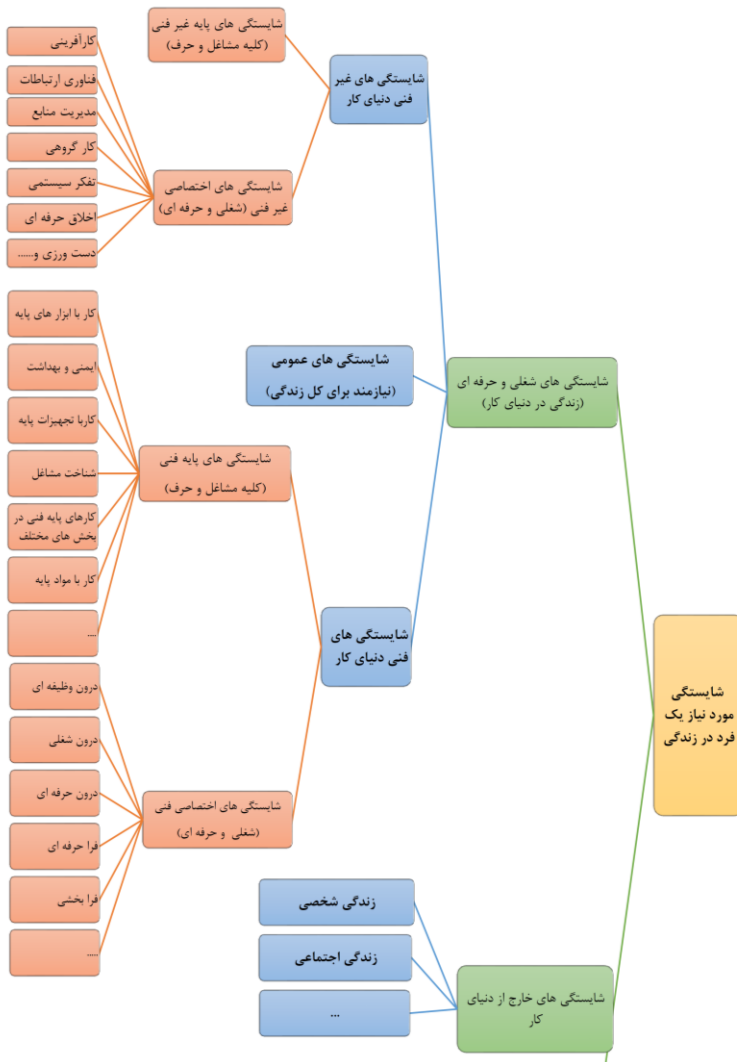 شایستگی
مورد نیاز یک
فرد در زندگی
شایستگی های شغلی و حرفه ای
(زندگی در دنیای کار)
شایستگی های غیر
فنی دنیای کار
شایستگی های پایه غیر فنی
(کلیه مشاغل و حرف)
شایستگی های اختصاصی
غیر فنی (شغلی و حرفه ای)
کارآفرینی
فناوری ارتباطات
مدیریت منابع
کار گروهی
تفکر سیستمی
اخلاق حرفه ای
دست ورزی و......
شایستگی های عمومی
(نیازمند برای کل زندگی)
شایستگی های
فنی دنیای کار
شایستگی های پایه فنی
(کلیه مشاغل و حرف)
کار با ابزار های پایه
ایمنی و بهداشت
کاربا تجهیزات پایه
شناخت مشاغل
کارهای پایه فنی در
بخش های مختلف
کار با مواد پایه
....
شایستگی های اختصاصی فنی
(شغلی و حرفه ای)
درون وظیفه ای
درون شغلی
درون حرفه ای
فرا حرفه ای
فرا بخشی
.....
شایستگی های خارج از دنیای
کار
زندگی شخصی
زندگی اجتماعی
...